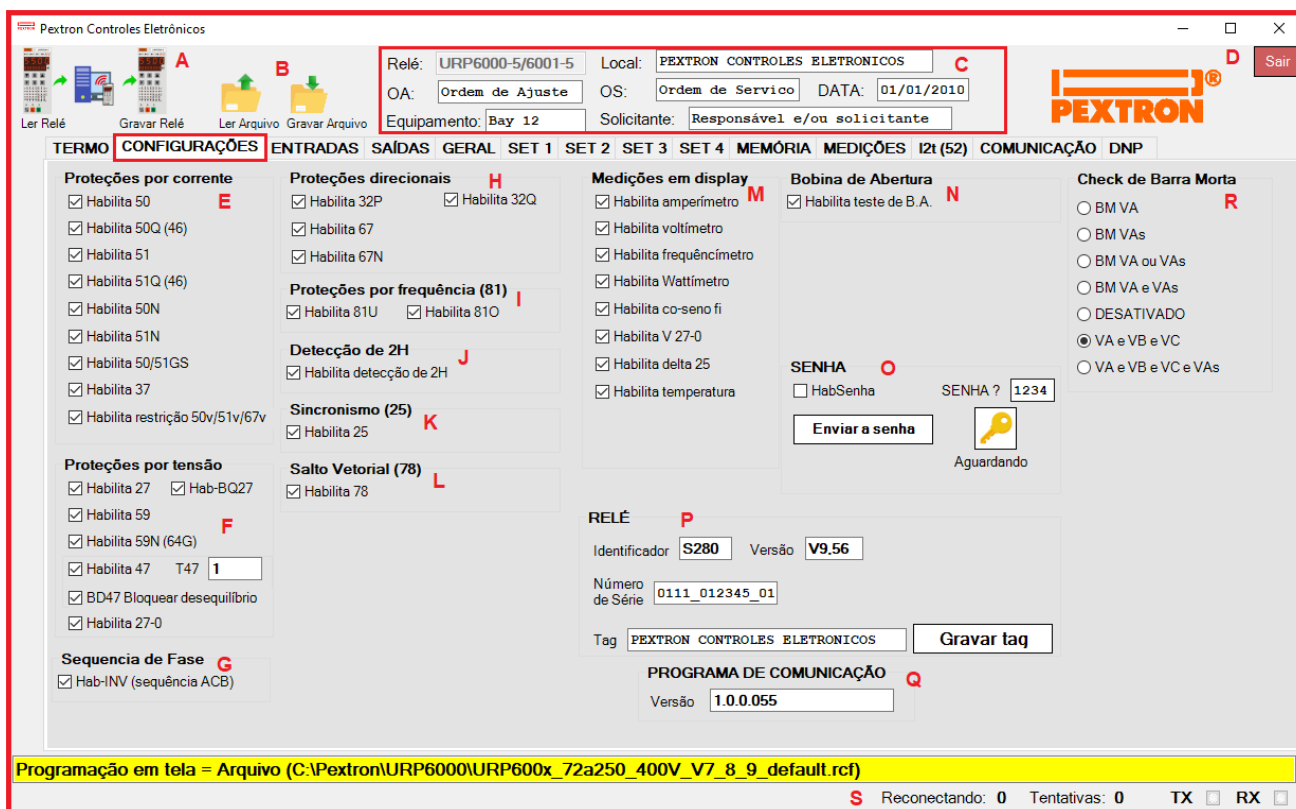 Pextron Controles Eletrônicos
A
B
C
D
Sair
Relé: URP6000-5/6001-5 Local: PEXTRON CONTROLES ELETRONICOS
OA: Ordem de Ajuste OS: Ordem de Servico DATA: 01/01/2010
Equipamento: Bay 12 Solicitante: Responsável e/ou solicitante
PEXTRON®
Ler Relé Gravar Relé Ler Arquivo Gravar Arquivo
TERMO CONFIGURAÇÕES ENTRADAS SAÍDAS GERAL SET 1 SET 2 SET 3 SET 4 MEMÓRIA MEDIÇÕES I2t (52) COMUNICAÇÃO DNP
Proteções por corrente
E
Habilita 50
Habilita 50Q (46)
Habilita 51
Habilita 51Q (46)
Habilita 50N
Habilita 51N
Habilita 50/51GS
Habilita 37
Habilita restrição 50v/51v/67v
Proteções por tensão
F
Habilita 27 Hab-BQ27
Habilita 59
Habilita 59N (64G)
Habilita 47 T47 1
BD47 Bloquear desequilíbrio
Habilita 27-0
Sequencia de Fase
G
Hab-INV (sequência ACB)
Proteções direcionais
H
Habilita 32P Habilita 32Q
Habilita 67
Habilita 67N
Proteções por frequência (81)
I
Habilita 81U Habilita 81O
Detecção de 2H
J
Habilita detecção de 2H
Sincronismo (25)
K
Habilita 25
Salto Vetorial (78)
L
Habilita 78
Medições em display
M
Habilita amperímetro
Habilita voltímetro
Habilita frequêncímetro
Habilita Wattímetro
Habilita co-seno fi
Habilita V 27-0
Habilita delta 25
Habilita temperatura
Bobina de Abertura
N
Habilita teste de B.A.
SENHA
O
HabSenha SENHA ? 1234
Enviar a senha
Aguardando
RELÉ
P
Identificador S280 Versão V9.56
Número de Série 0111_012345_01
Tag PEXTRON CONTROLES ELETRONICOS Gravar tag
PROGRAMA DE COMUNICAÇÃO
Q
Versão 1.0.0.055
Check de Barra Morta
R
BM VA
BM VAs
BM VA ou VAs
BM VA e VAs
DESATIVADO
VA e VB e VC
VA e VB e VC e VAs
Programação em tela = Arquivo (C:\Pextron\URP6000\URP600x_72a250_400V_V7_8_9_default.rcf)
S Reconectando: 0 Tentativas: 0 TX RX